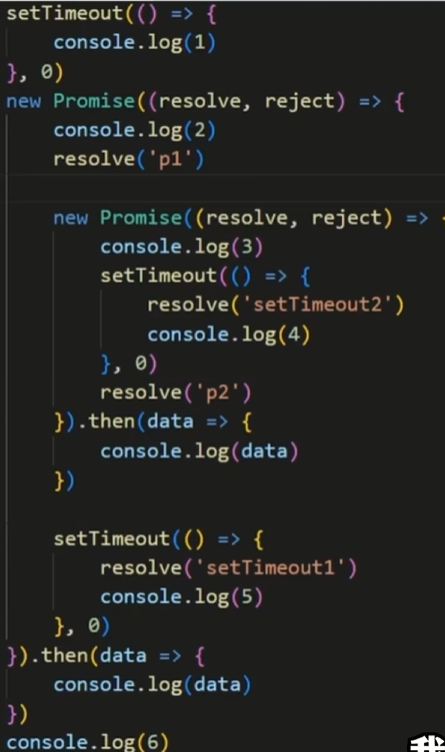 setTimeout(() => {
    console.log(1)
}, 0)
new Promise((resolve, reject) => {
    console.log(2)
    resolve('p1')

    new Promise((resolve, reject) => {
        console.log(3)
        setTimeout(() => {
            resolve('setTimeout2')
            console.log(4)
        }, 0)
        resolve('p2')
    }).then(data => {
        console.log(data)
    })

    setTimeout(() => {
        resolve('setTimeout1')
        console.log(5)
    }, 0)
}).then(data => {
    console.log(data)
})
console.log(6)